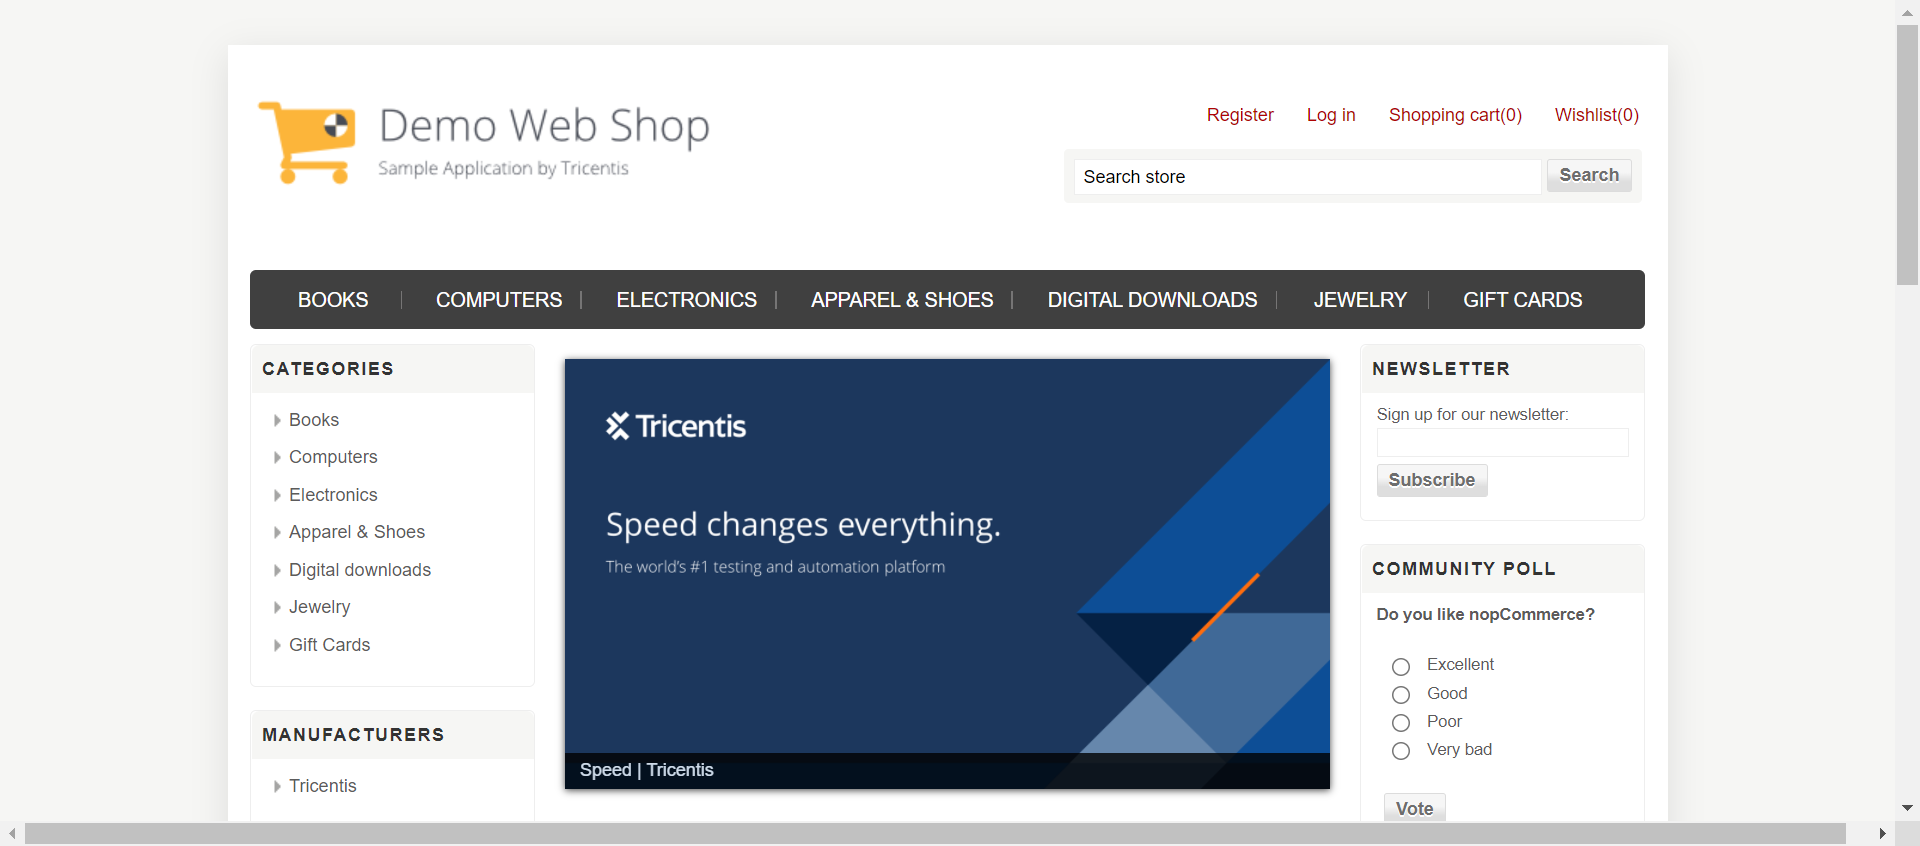 Demo Web Shop
Sample Application by Tricentis
Register Log in Shopping cart(0) Wishlist(0)
Search store Search
BOOKS COMPUTERS ELECTRONICS APPAREL & SHOES DIGITAL DOWNLOADS JEWELRY GIFT CARDS
CATEGORIES
Books
Computers
Electronics
Apparel & Shoes
Digital downloads
Jewelry
Gift Cards
MANUFACTURERS
Tricentis
Tricentis
Speed changes everything.
The world's #1 testing and automation platform
Speed | Tricentis
NEWSLETTER
Sign up for our newsletter:
Subscribe
COMMUNITY POLL
Do you like nopCommerce?
Excellent
Good
Poor
Very bad
Vote